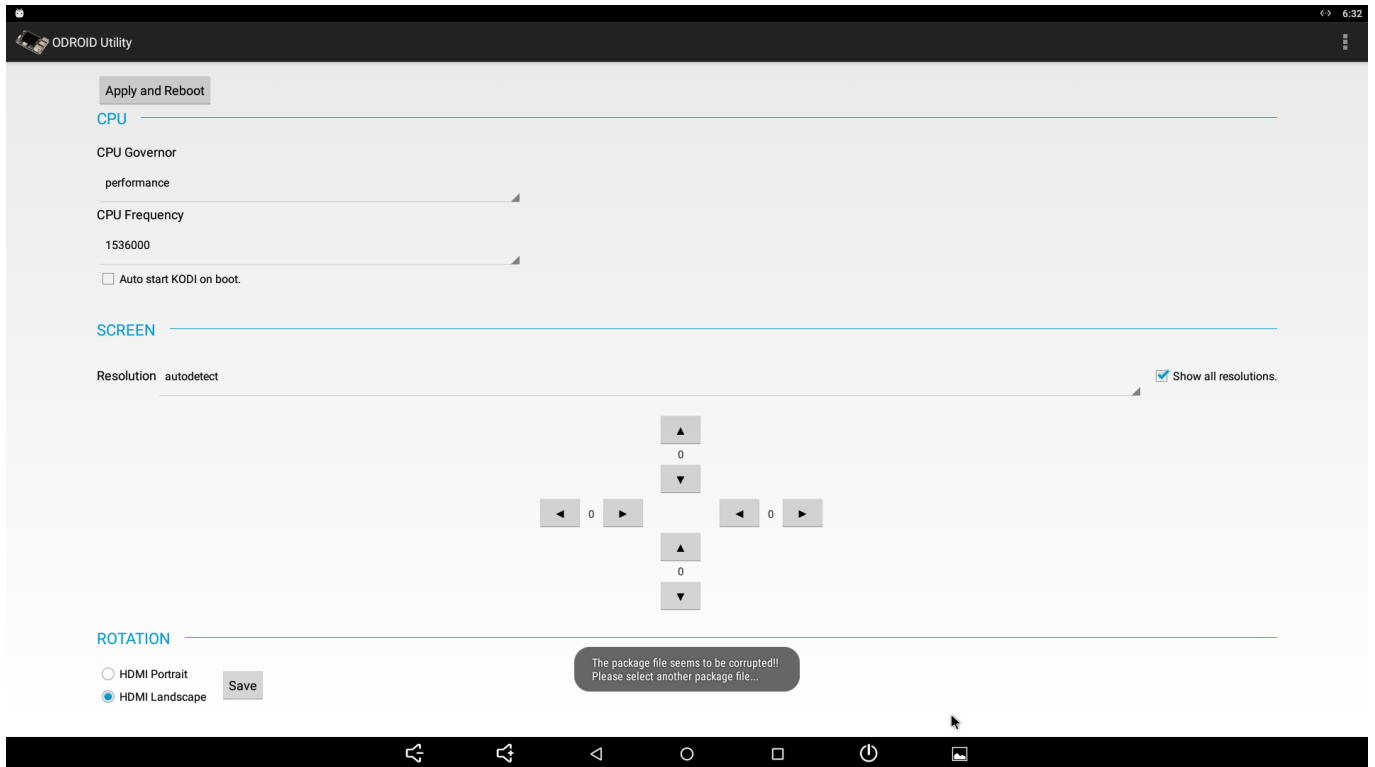 6:32
ODROID Utility
Apply and Reboot
CPU
CPU Governor
performance
CPU Frequency
1536000
Auto start KODI on boot.
SCREEN
Resolution autodetect
Show all resolutions.
0
0 0
0
ROTATION
HDMI Portrait
HDMI Landscape
Save
The package file seems to be corrupted!!
Please select another package file...